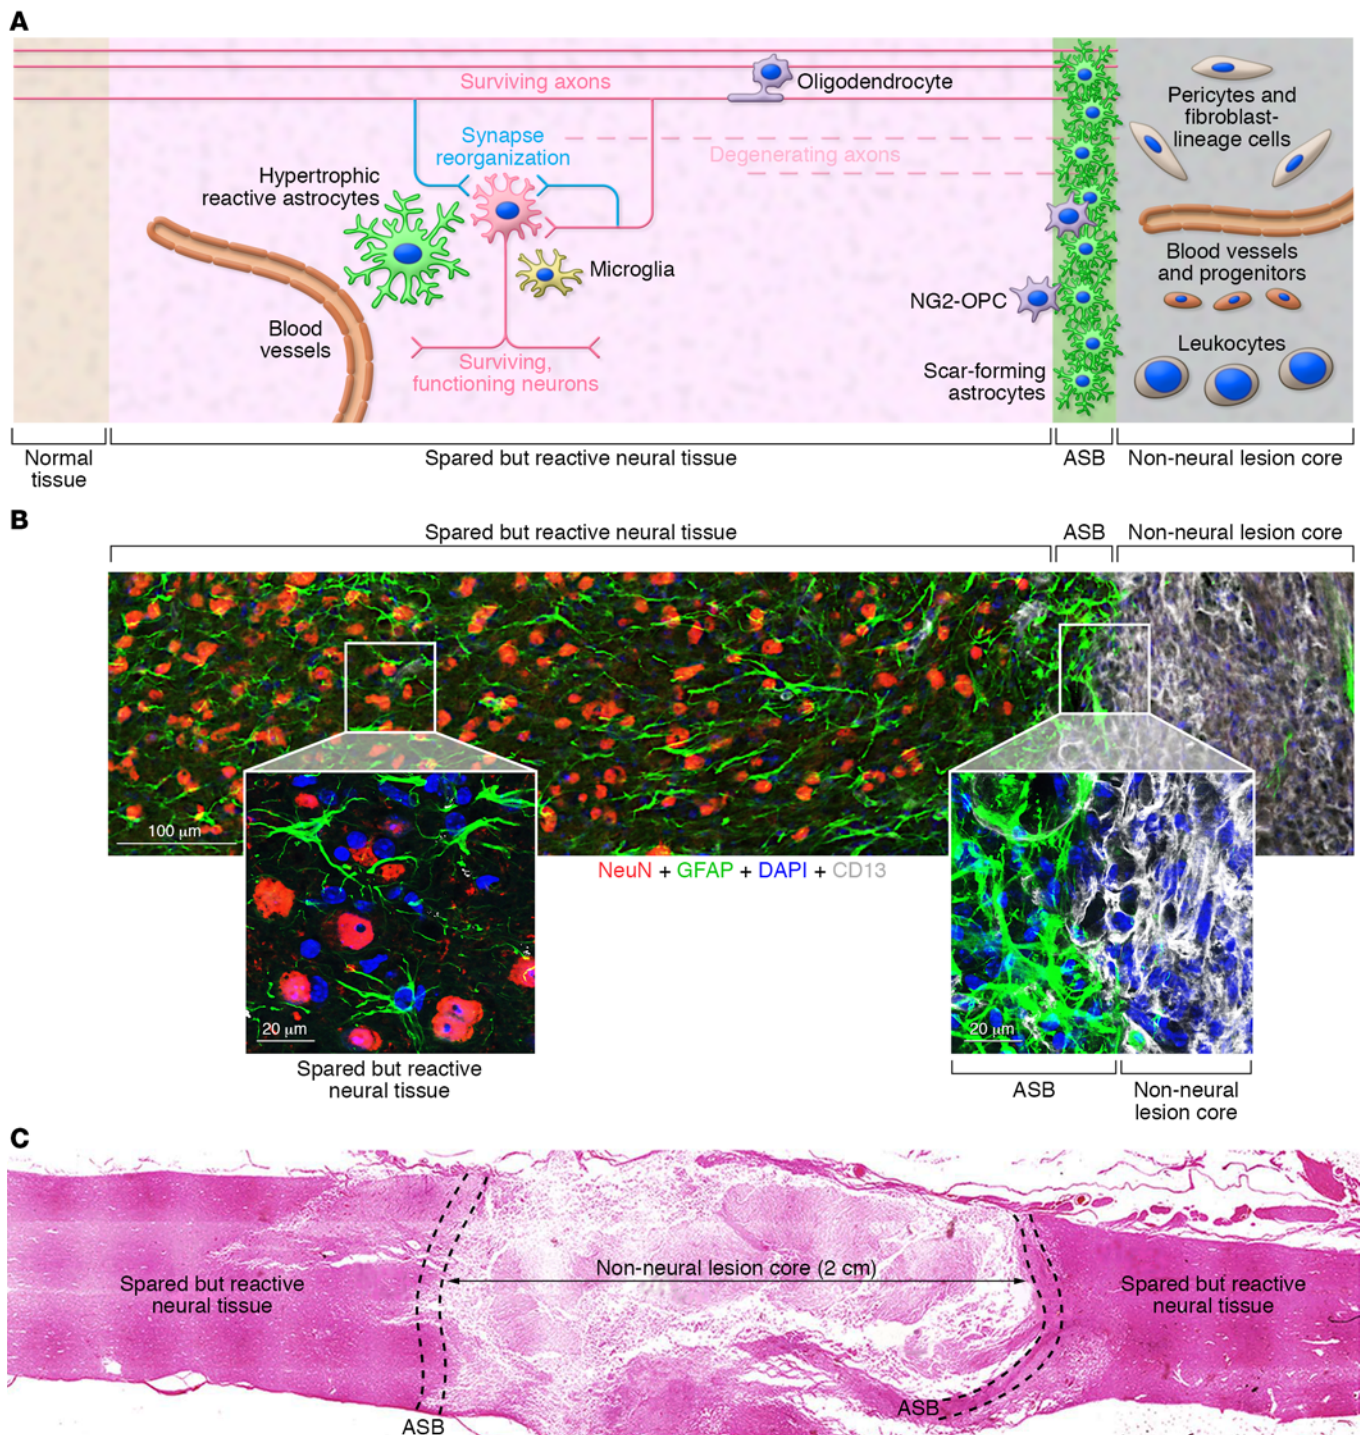 A
Surviving axons
Oligodendrocyte
Pericytes and
fibroblast-
lineage cells
Synapse
reorganization
Degenerating axons
Hypertrophic
reactive astrocytes
Microglia
Blood vessels
and progenitors
NG2-OPC
Blood
vessels
Leukocytes
Surviving,
functioning neurons
Scar-forming
astrocytes
Normal
tissue
Spared but reactive neural tissue
ASB
Non-neural lesion core
B
Spared but reactive neural tissue
ASB
Non-neural lesion core
100 μm
NeuN + GFAP + DAPI + CD13
20 μm
20 μm
Spared but reactive
neural tissue
ASB
Non-neural
lesion core
C
Spared but reactive
neural tissue
Non-neural lesion core (2 cm)
Spared but reactive
neural tissue
ASB
ASB